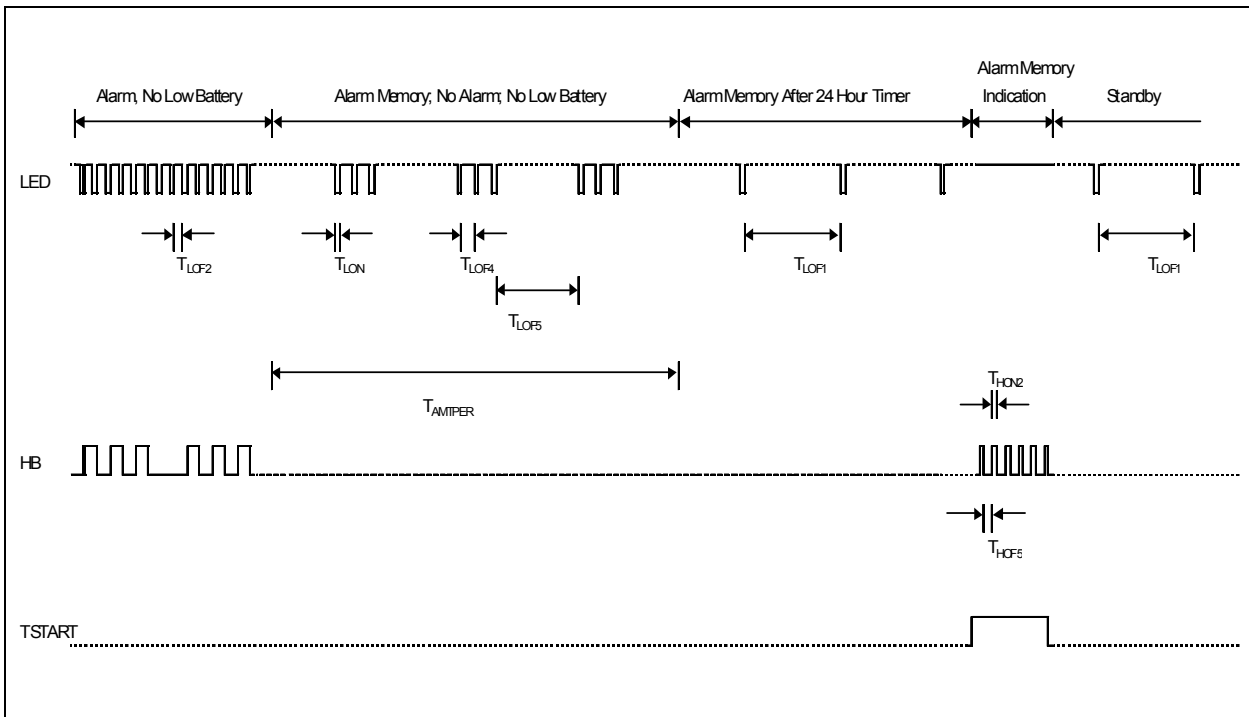 Alarm, No Low Battery
Alarm Memory; No Alarm; No Low Battery
Alarm Memory After 24 Hour Timer
Alarm Memory
Indication
Standby
LED
TLOF2
TLON
TLOF4
TLOF5
TLOF1
TLOF1
TAMTPER
THON2
HB
THOF5
TSTART